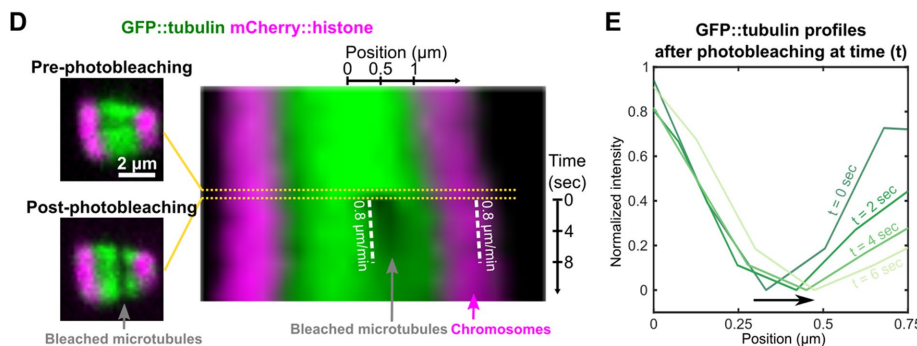 D
GFP::tubulin mCherry::histone
Pre-photobleaching
2 μm
Post-photobleaching
Bleached microtubules
Position (μm)
0 0.5 1
0.8 μm/min
0.8 μm/min
Time
(sec)
0
4
8
Bleached microtubules
Chromosomes
E
GFP::tubulin profiles
after photobleaching at time (t)
Normalized intensity
1
0.8
0.6
0.4
0.2
0
t = 0 sec
t = 2 sec
t = 4 sec
t = 6 sec
0 0.25 0.5 0.75
Position (μm)